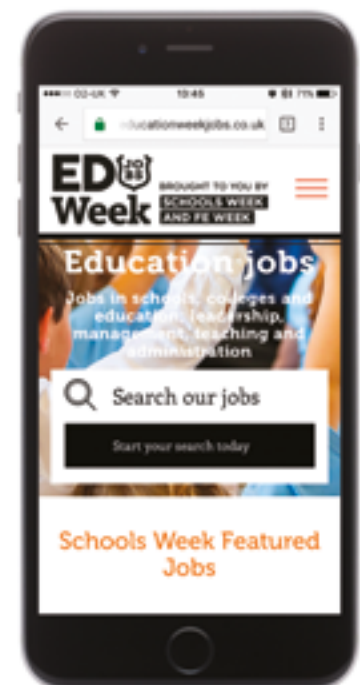 O2-UK 10:45 71%
educationweekjobs.co.uk
ED JOBS
Week
BROUGHT TO YOU BY
SCHOOLS WEEK
AND FE WEEK
Education jobs
Jobs in schools, colleges and
education; leadership,
management, teaching and
administration
Search our jobs
Start your search today
Schools Week Featured
Jobs